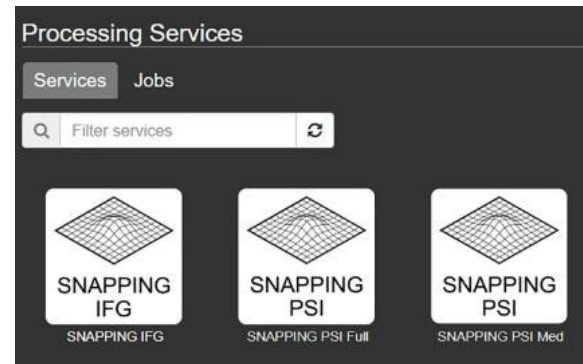 Processing Services
Services Jobs
Filter services
SNAPPING SNAPPING SNAPPING
IFG PSI PSI
SNAPPING IFG SNAPPING PSI Full SNAPPING PSI Med